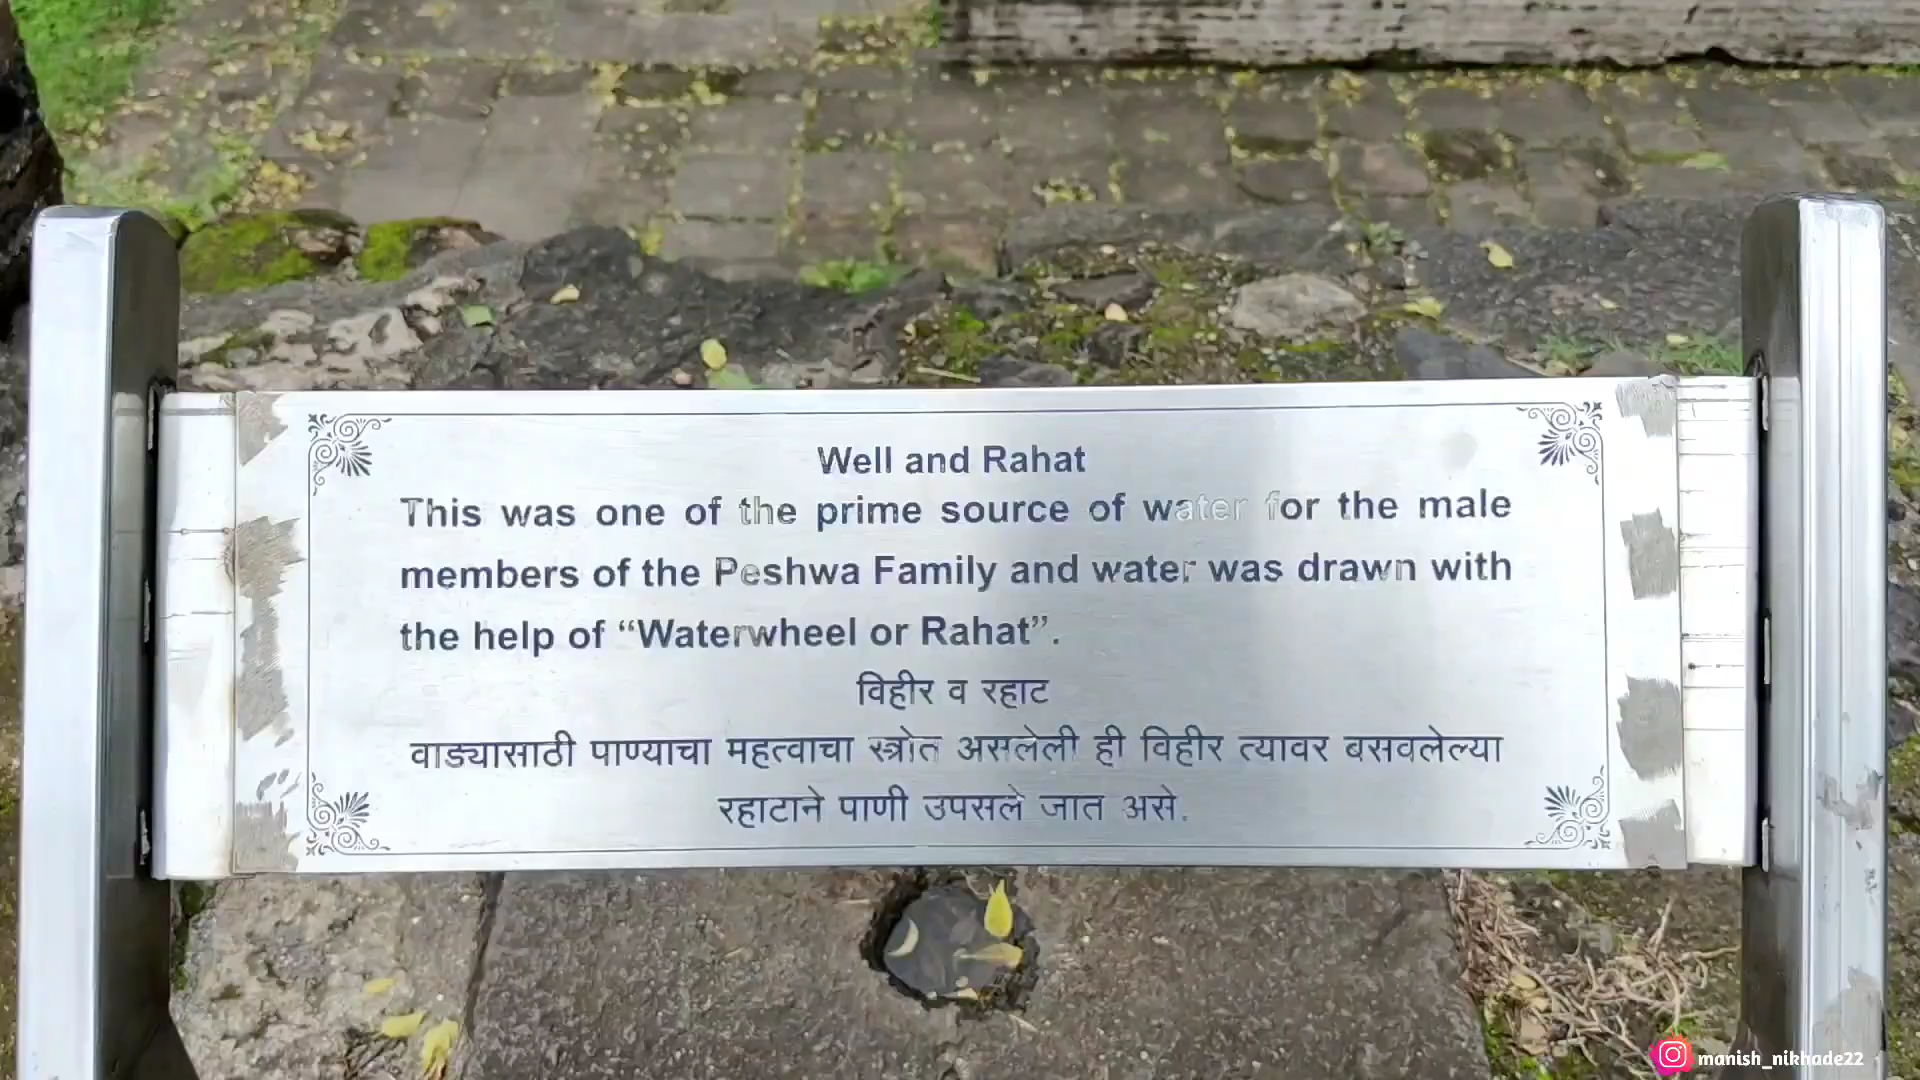 Well and Rahat
This was one of the prime source of water for the male
members of the Peshwa Family and water was drawn with
the help of “Waterwheel or Rahat”.
विहीर व रहाट
वाड्यासाठी पाण्याचा महत्वाचा स्त्रोत असलेली ही विहीर त्यावर बसवलेल्या
रहाटाने पाणी उपसले जात असे.
manish_nikhade22